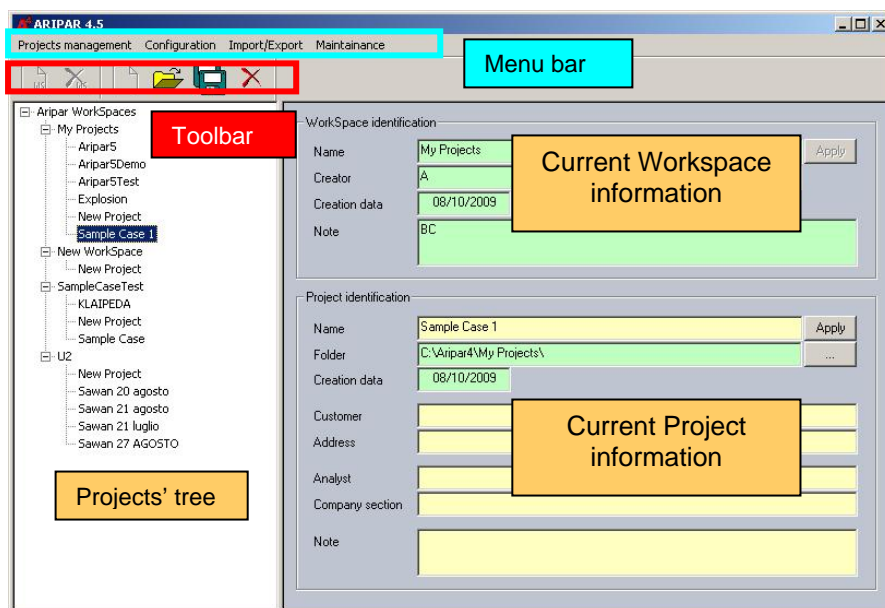 ARIPAR 4.5
Projects management Configuration Import/Export Maintainance
Menu bar
WS WS
Toolbar
Aripar WorkSpaces
My Projects
Aripar5
Aripar5Demo
Aripar5Test
Explosion
New Project
Sample Case 1
New WorkSpace
New Project
SampleCaseTest
KLAIPEDA
New Project
Sample Case
U2
New Project
Sawan 20 agosto
Sawan 21 agosto
Sawan 21 luglio
Sawan 27 AGOSTO
Projects’ tree
WorkSpace identification
Name My Projects Apply
Creator A
Creation data 08/10/2009
Note BC
Current Workspace
information
Project identification
Name Sample Case 1 Apply
Folder C:\Aripar4\My Projects\ ...
Creation data 08/10/2009
Customer
Address
Analyst
Company section
Note
Current Project
information